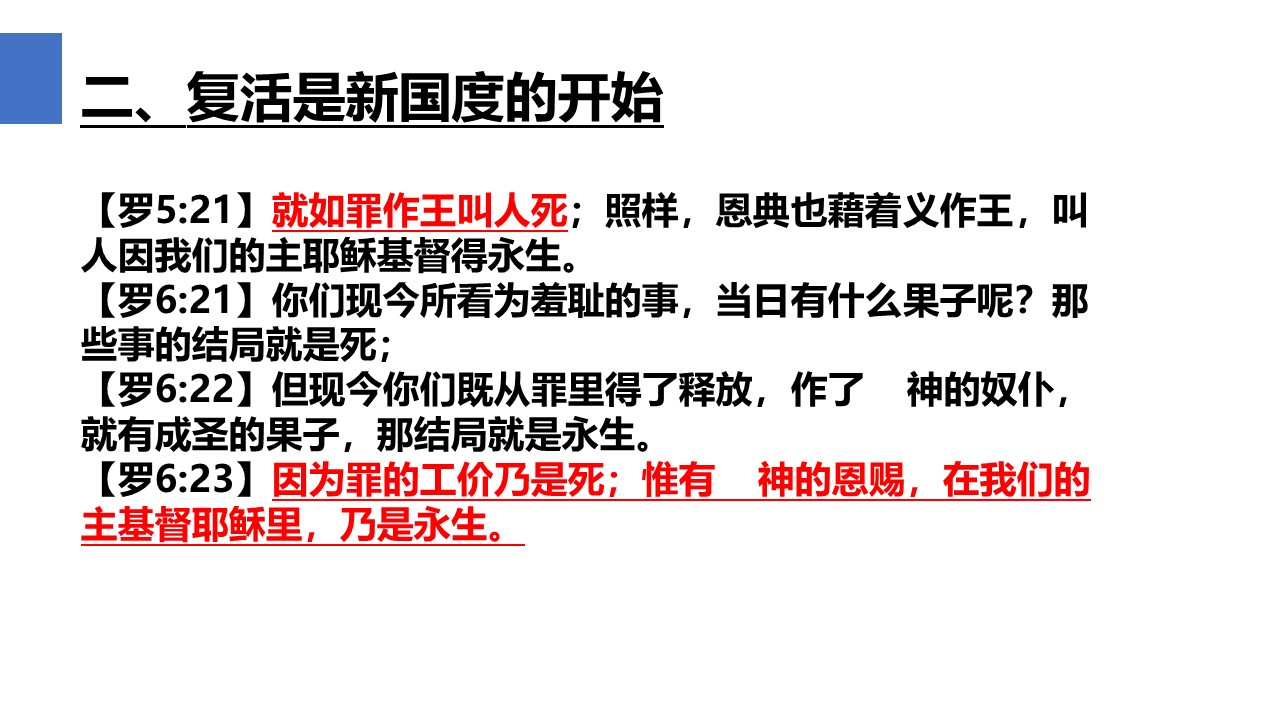 二、复活是新国度的开始
【罗5:21】就如罪作王叫人死；照样，恩典也藉着义作王，叫
人因我们的主耶稣基督得永生。
【罗6:21】你们现今所看为羞耻的事，当日有什么果子呢？那
些事的结局就是死；
【罗6:22】但现今你们既从罪里得了释放，作了　神的奴仆，
就有成圣的果子，那结局就是永生。
【罗6:23】因为罪的工价乃是死；惟有　神的恩赐，在我们的
主基督耶稣里，乃是永生。